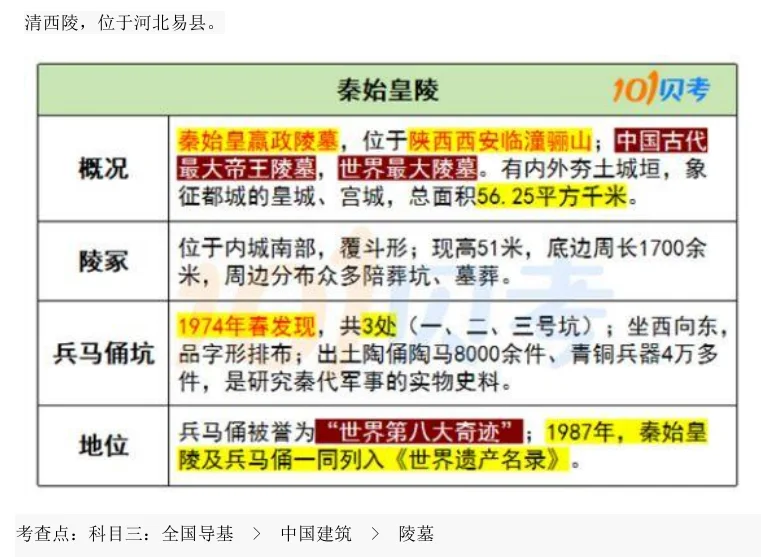 清西陵，位于河北易县。
秦始皇陵
101贝考
概况
秦始皇嬴政陵墓，位于陕西西安临潼骊山；中国古代
最大帝王陵墓，世界最大陵墓。有内外夯土城垣，象
征都城的皇城、宫城，总面积56.25平方千米。
陵冢
位于内城南部，覆斗形；现高51米，底边周长1700余
米，周边分布众多陪葬坑、墓葬。
兵马俑坑
1974年春发现，共3处（一、二、三号坑）；坐西向东，
品字形排布；出土陶俑陶马8000余件、青铜兵器4万多
件，是研究秦代军事的实物史料。
地位
兵马俑被誉为“世界第八大奇迹”；1987年，秦始皇
陵及兵马俑一同列入《世界遗产名录》。
101贝考
考查点：科目三：全国导基 > 中国建筑 > 陵墓